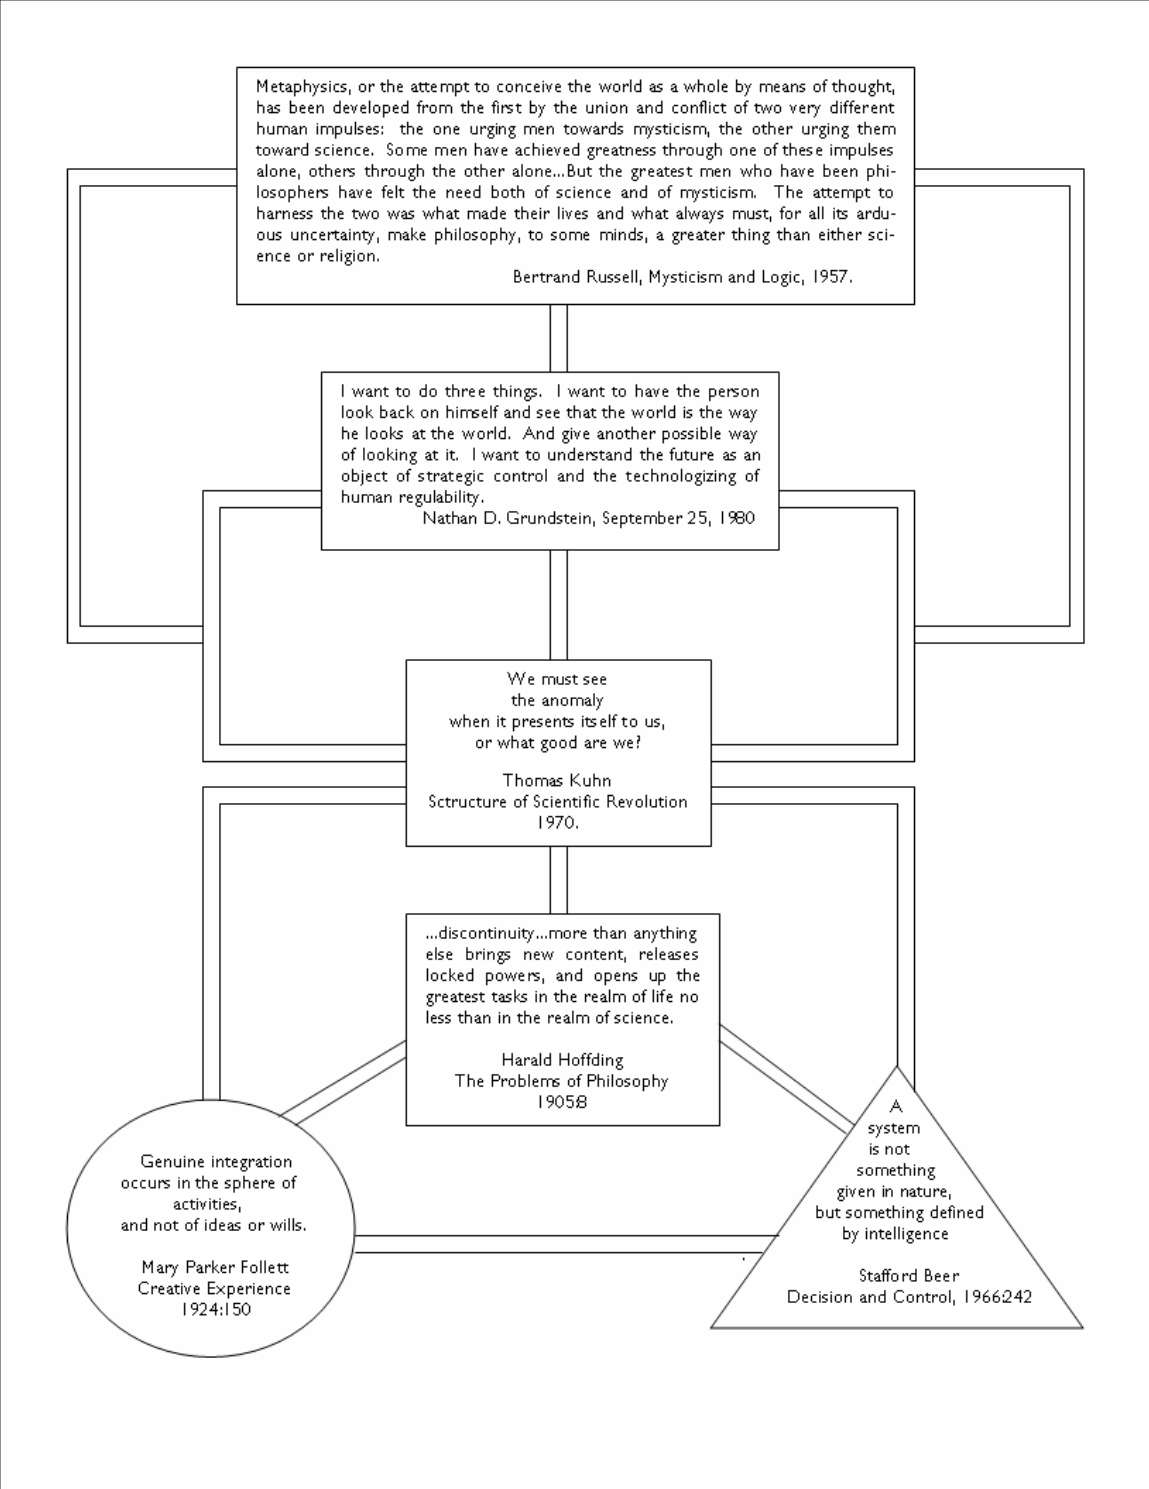 Metaphysics, or the attempt to conceive the world as a whole by means of thought,
has been developed from the first by the union and conflict of two very different
human impulses:  the one urging men towards mysticism, the other urging them
toward science.  Some men have achieved greatness through one of these impulses
alone, others through the other alone...But the greatest men who have been phi-
losophers have felt the need both of science and of mysticism.  The attempt to
harness the two was what made their lives and what always must, for all its ardu-
ous uncertainty, make philosophy, to some minds, a greater thing than either sci-
ence or religion.
Bertrand Russell, Mysticism and Logic, 1957.
I want to do three things.  I want to have the person
look back on himself and see that the world is the way
he looks at the world.  And give another possible way
of looking at it.  I want to understand the future as an
object of strategic control and the technologizing of
human regulability.
Nathan D. Grundstein, September 25, 1980
We must see
the anomaly
when it presents itself to us,
or what good are we?
Thomas Kuhn
Sctructure of Scientific Revolution
1970.
...discontinuity...more than anything
else brings new content, releases
locked powers, and opens up the
greatest tasks in the realm of life no
less than in the realm of science.
Harald Hoffding
The Problems of Philosophy
1905:8
Genuine integration
occurs in the sphere of
activities,
and not of ideas or wills.
Mary Parker Follett
Creative Experience
1924:150
A
system
is not
something
given in nature,
but something defined
by intelligence
Stafford Beer
Decision and Control, 1966:242